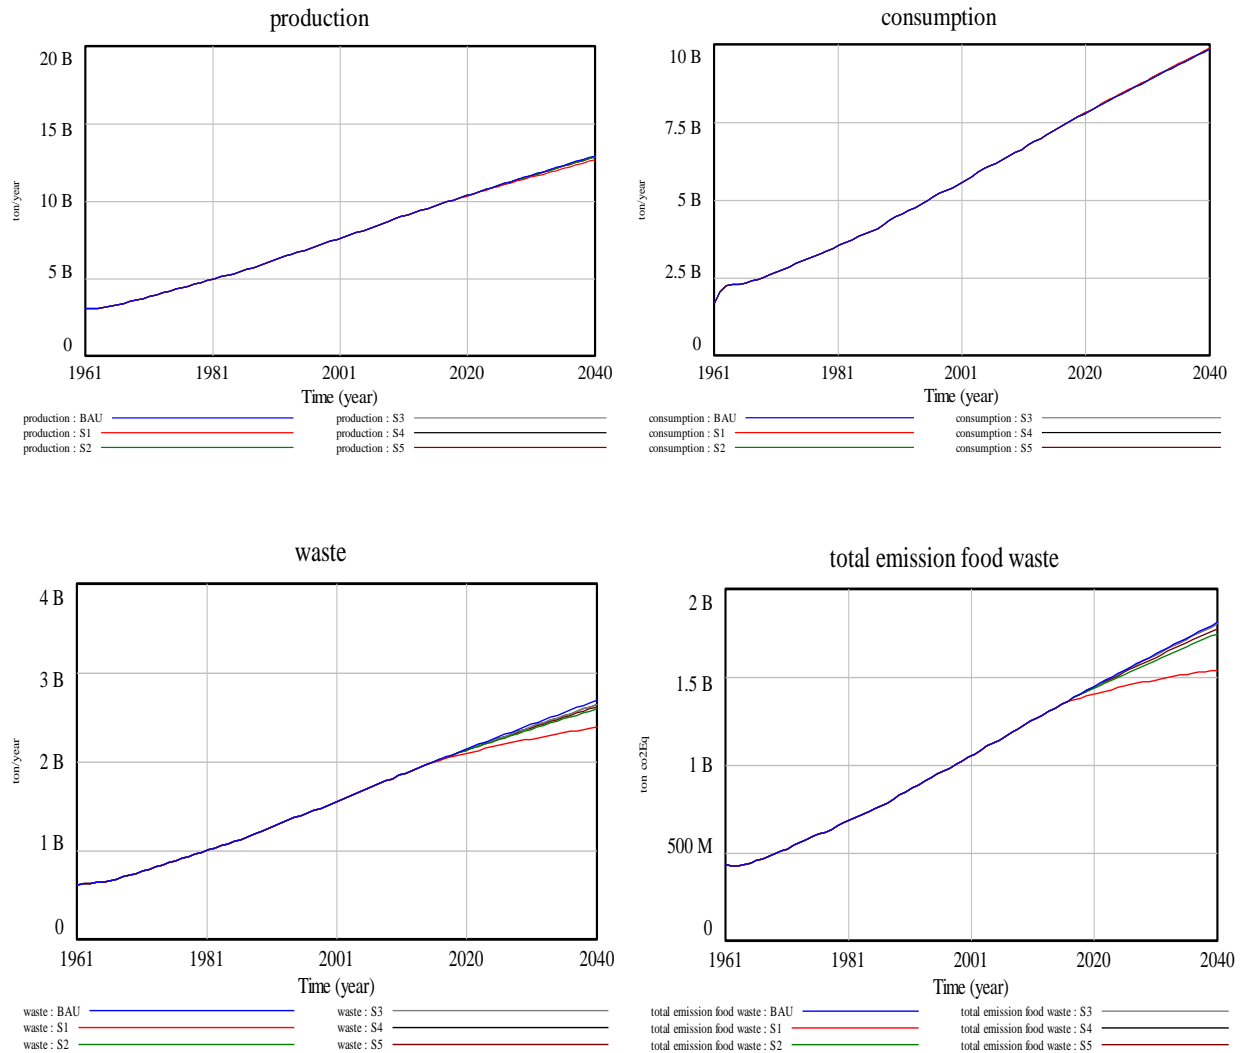 production
20 B
15 B
10 B
5 B
0
ton/year
1961 1981 2001 2020 2040
Time (year)
production : BAU production : S3
production : S1 production : S4
production : S2 production : S5
consumption
10 B
7.5 B
5 B
2.5 B
0
ton/year
1961 1981 2001 2020 2040
Time (year)
consumption : BAU consumption : S3
consumption : S1 consumption : S4
consumption : S2 consumption : S5
waste
4 B
3 B
2 B
1 B
0
ton/year
1961 1981 2001 2020 2040
Time (year)
waste : BAU waste : S3
waste : S1 waste : S4
waste : S2 waste : S5
total emission food waste
2 B
1.5 B
1 B
500 M
0
ton co2Eq
1961 1981 2001 2020 2040
Time (year)
total emission food waste : BAU total emission food waste : S3
total emission food waste : S1 total emission food waste : S4
total emission food waste : S2 total emission food waste : S5